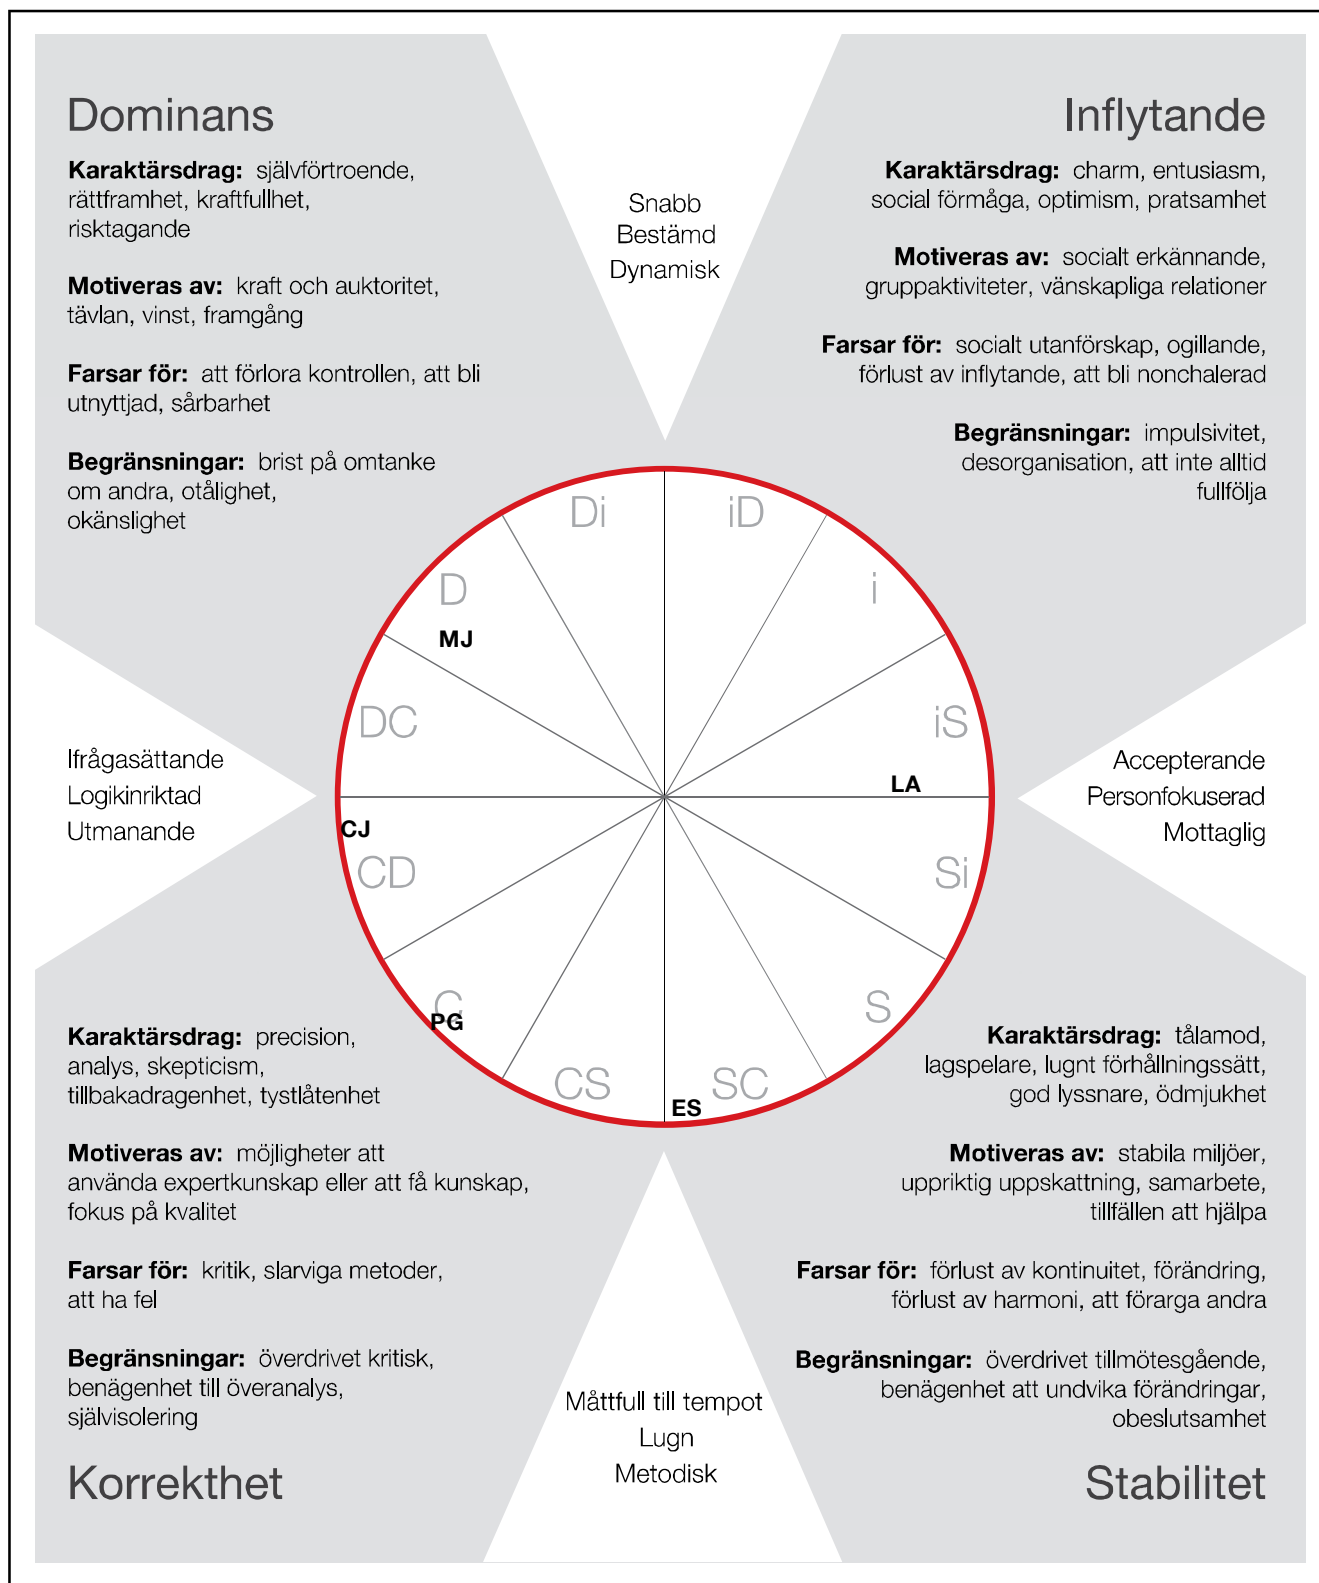 Dominans
Karaktärsdrag: självförtroende,
rättframhet, kraftfullhet,
risktagande
Motiveras av: kraft och auktoritet,
tävlan, vinst, framgång
Farsar för: att förlora kontrollen, att bli
utnyttjad, sårbarhet
Begränsningar: brist på omtanke
om andra, otålighet,
okänslighet
Snabb
Bestämd
Dynamisk
Inflytande
Karaktärsdrag: charm, entusiasm,
social förmåga, optimism, pratsamhet
Motiveras av: socialt erkännande,
gruppaktiviteter, vänskapliga relationer
Farsar för: socialt utanförskap, ogillande,
förlust av inflytande, att bli nonchalerad
Begränsningar: impulsivitet,
desorganisation, att inte alltid
fullfölja
Di
iD
D
i
MJ
DC
iS
LA
CJ
CD
Si
C
PG
S
CS
SC
ES
Ifrågasättande
Logikinriktad
Utmanande
Accepterande
Personfokuserad
Mottaglig
Karaktärsdrag: precision,
analys, skepticism,
tillbakadragenhet, tystlåtenhet
Motiveras av: möjligheter att
använda expertkunskap eller att få kunskap,
fokus på kvalitet
Farsar för: kritik, slarviga metoder,
att ha fel
Begränsningar: överdrivet kritisk,
benägenhet till överanalys,
självisolering
Korrekthet
Måttfull till tempot
Lugn
Metodisk
Karaktärsdrag: tålamod,
lagspelare, lugnt förhållningssätt,
god lyssnare, ödmjukhet
Motiveras av: stabila miljöer,
uppriktig uppskattning, samarbete,
tillfällen att hjälpa
Farsar för: förlust av kontinuitet, förändring,
förlust av harmoni, att förarga andra
Begränsningar: överdrivet tillmötesgående,
benägenhet att undvika förändringar,
obeslutsamhet
Stabilitet